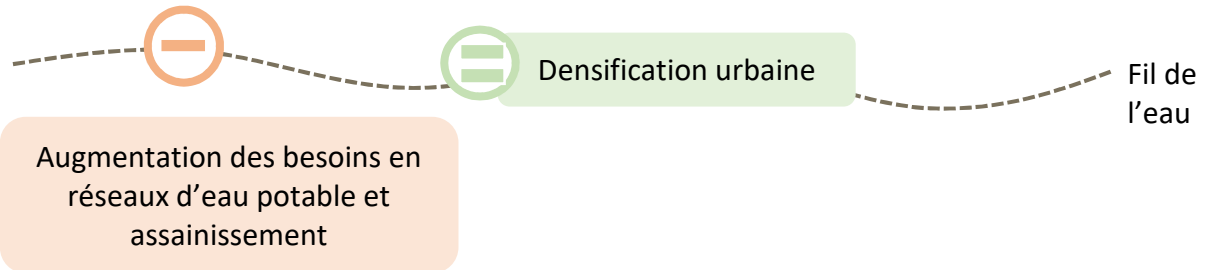 Densification urbaine
Fil de
l’eau
Augmentation des besoins en
réseaux d’eau potable et
assainissement